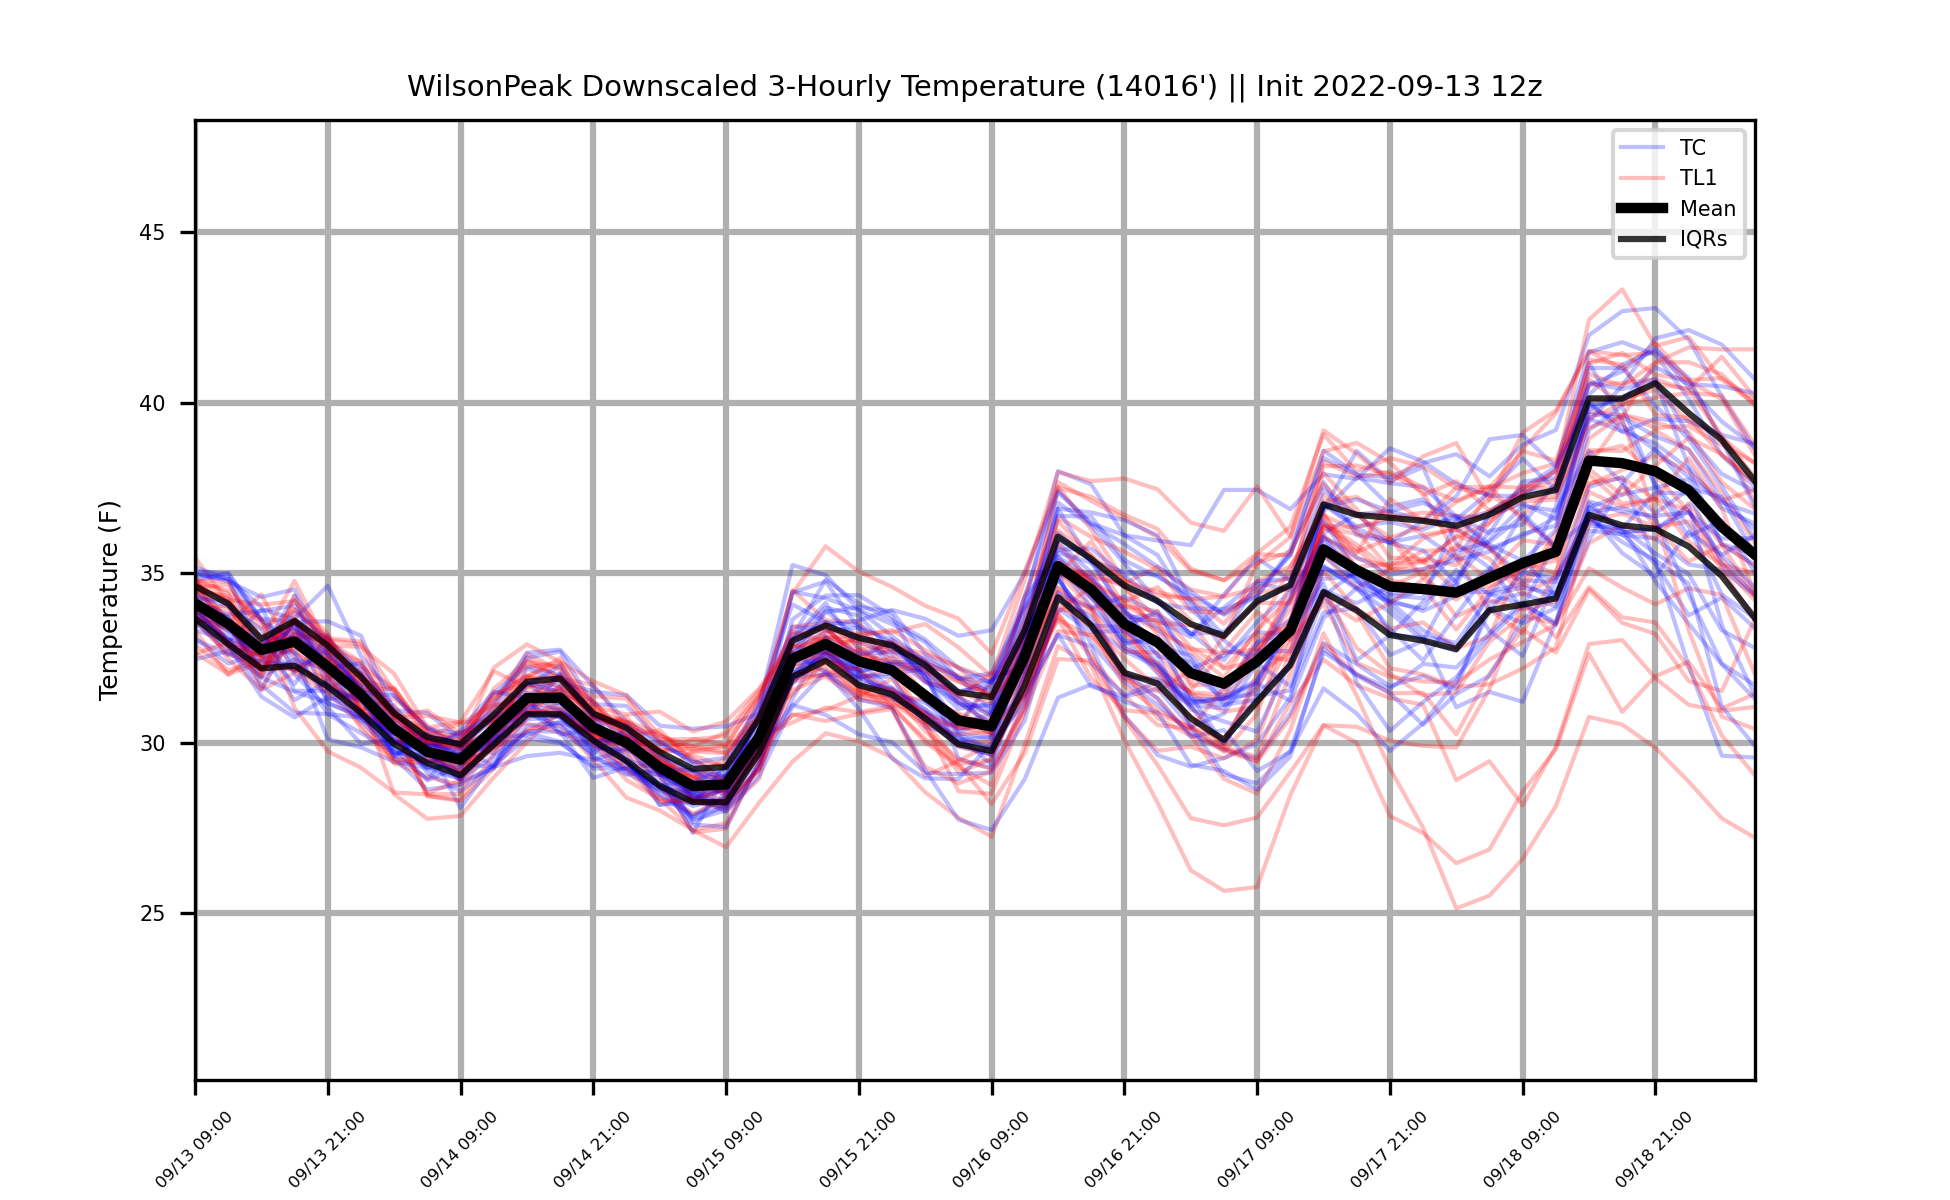 WilsonPeak Downscaled 3-Hourly Temperature (14016') || Init 2022-09-13 12z
TC
TL1
Mean
IQRs
Temperature (F)
45
40
35
30
25
09/13 09:00
09/13 21:00
09/14 09:00
09/14 21:00
09/15 09:00
09/15 21:00
09/16 09:00
09/16 21:00
09/17 09:00
09/17 21:00
09/18 09:00
09/18 21:00